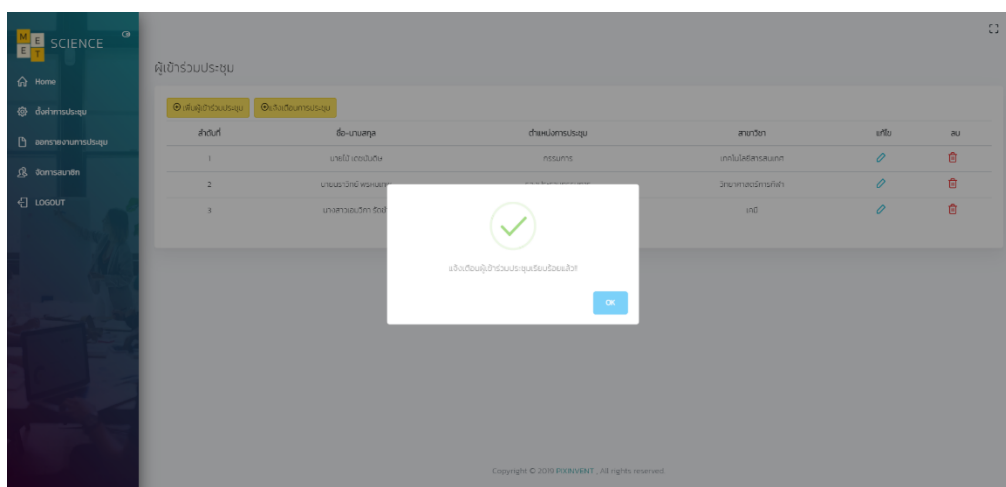 MEET SCIENCE
Home
ตั้งค่าการประชุม
ออกรายงานการประชุม
จัดการสมาชิก
LOGOUT
ผู้เข้าร่วมประชุม
เพิ่มผู้เข้าร่วมประชุม แจ้งเตือนการประชุม
ลำดับที่ ชื่อ-นามสกุล ตำแหน่งการประชุม สาขาวิชา แก้ไข ลบ
1 กรรมการ เทคโนโลยีสารสนเทศ
2 วิทยาศาสตร์การกีฬา
3 เคมี
แจ้งเตือนผู้เข้าร่วมประชุมเรียบร้อยแล้ว!!
OK
Copyright © 2019 PIXINVENT , All rights reserved.